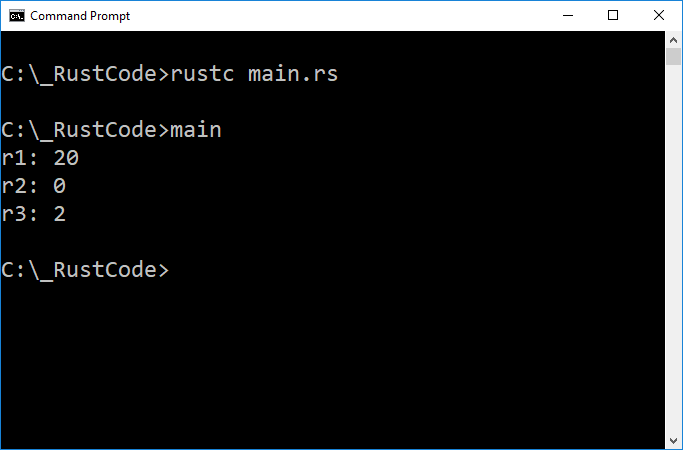 Command Prompt
C:\_RustCode>rustc main.rs
C:\_RustCode>main
r1: 20
r2: 0
r3: 2
C:\_RustCode>